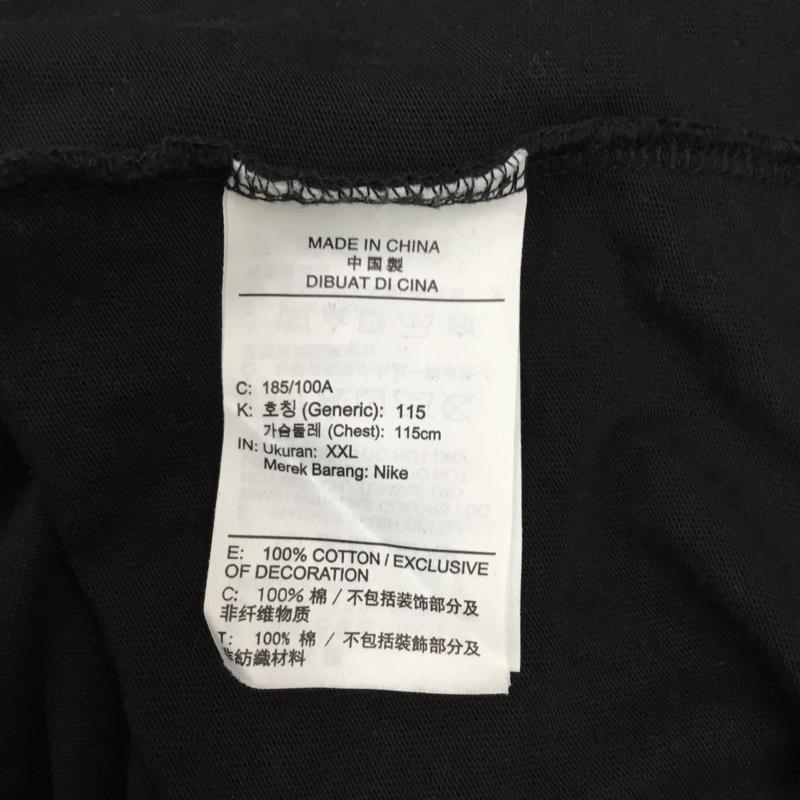 MADE IN CHINA
中国製
DIBUAT DI CINA
C: 185/100A
K: 호칭 (Generic): 115
가슴둘레 (Chest): 115cm
IN: Ukuran: XXL
Merek Barang: Nike
E: 100% COTTON / EXCLUSIVE
OF DECORATION
C: 100% 棉 / 不包括装饰部分及
非纤维物质
T: 100% 棉 / 不包括裝飾部分及
非紡織材料